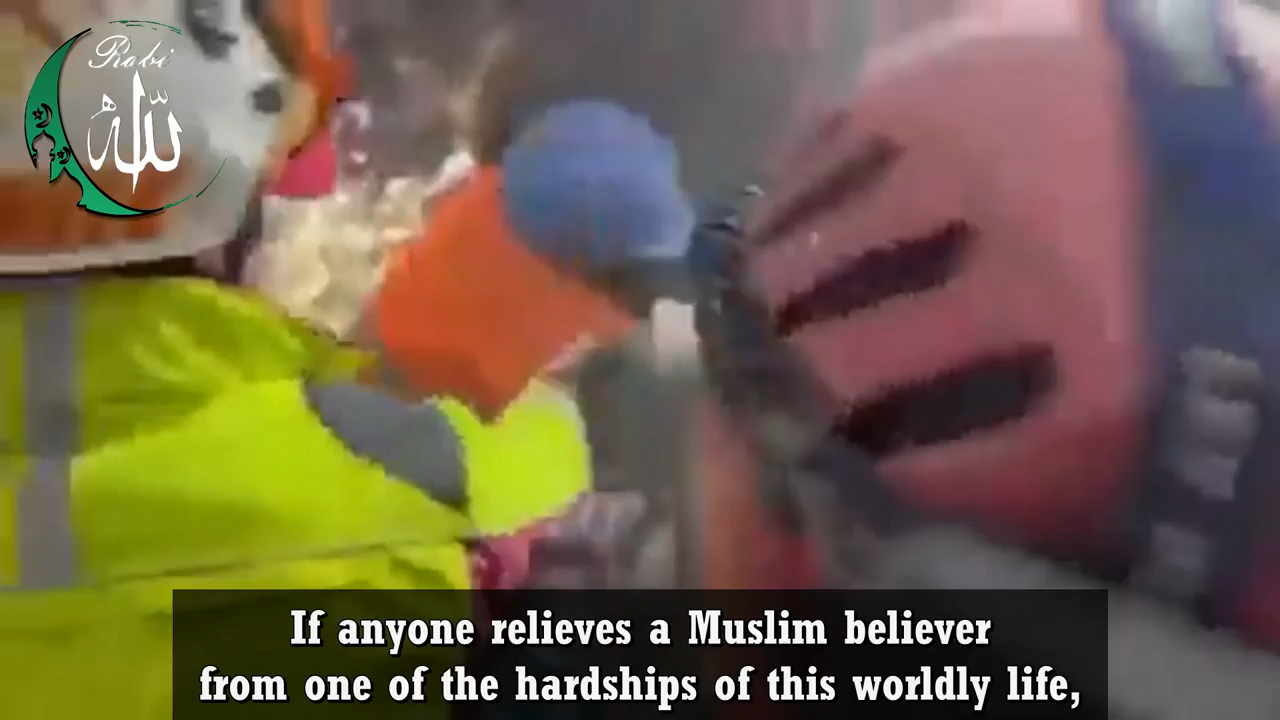 Rabi
الله
If anyone relieves a Muslim believer
from one of the hardships of this worldly life,